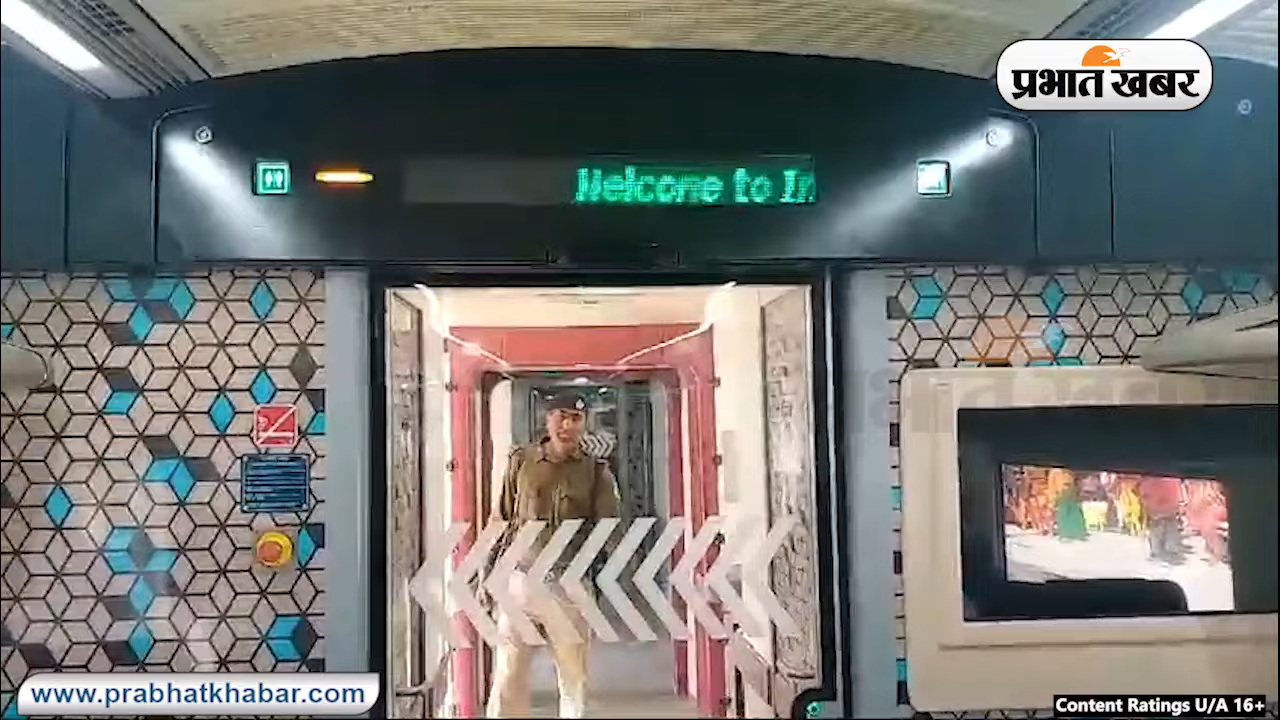 प्रभात खबर
Welcome to In
www.prabhatkhabar.com
Content Ratings U/A 16+